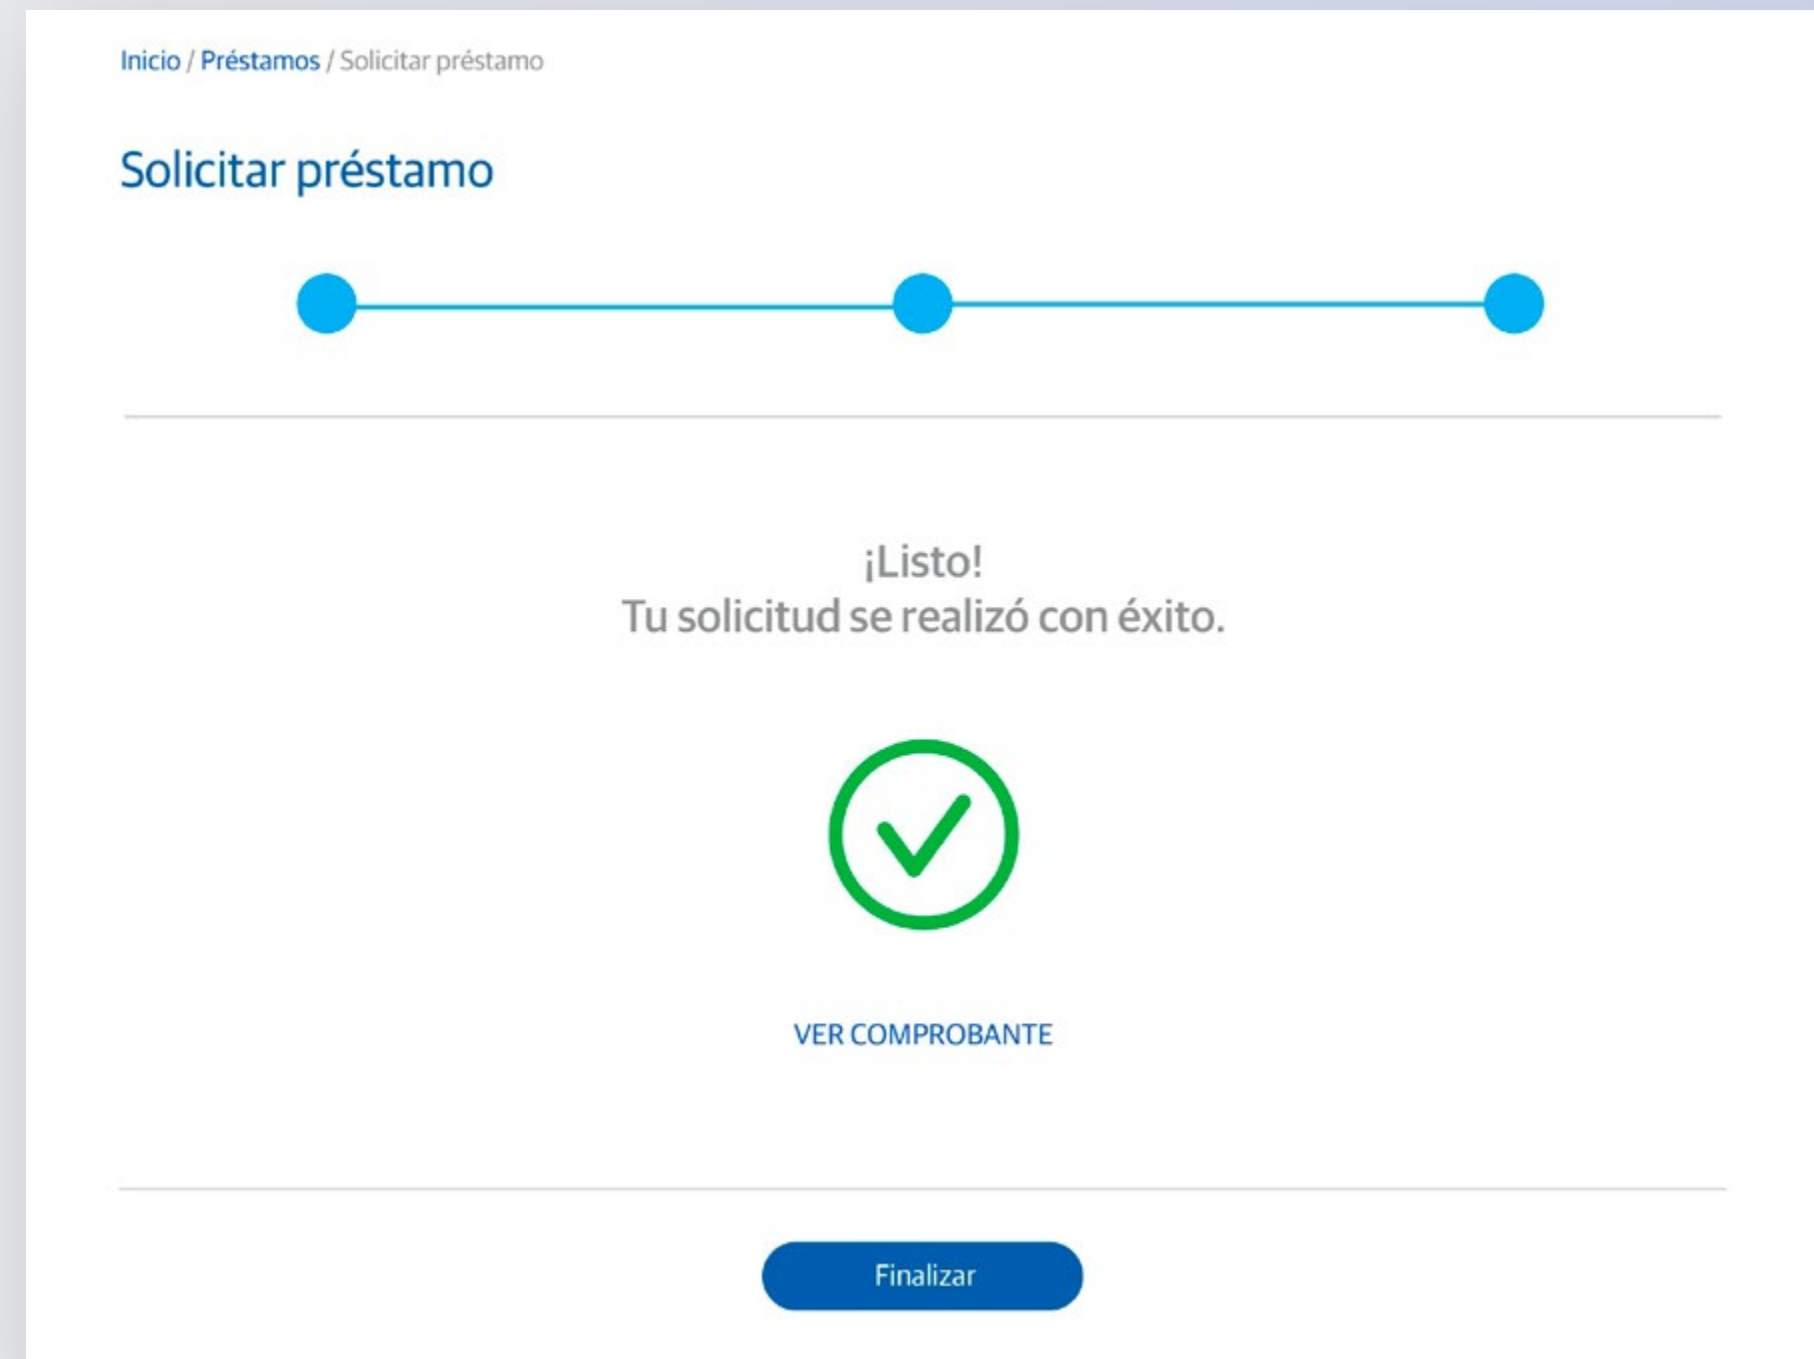 Inicio / Préstamos / Solicitar préstamo
Solicitar préstamo
¡Listo!
Tu solicitud se realizó con éxito.
VER COMPROBANTE
Finalizar